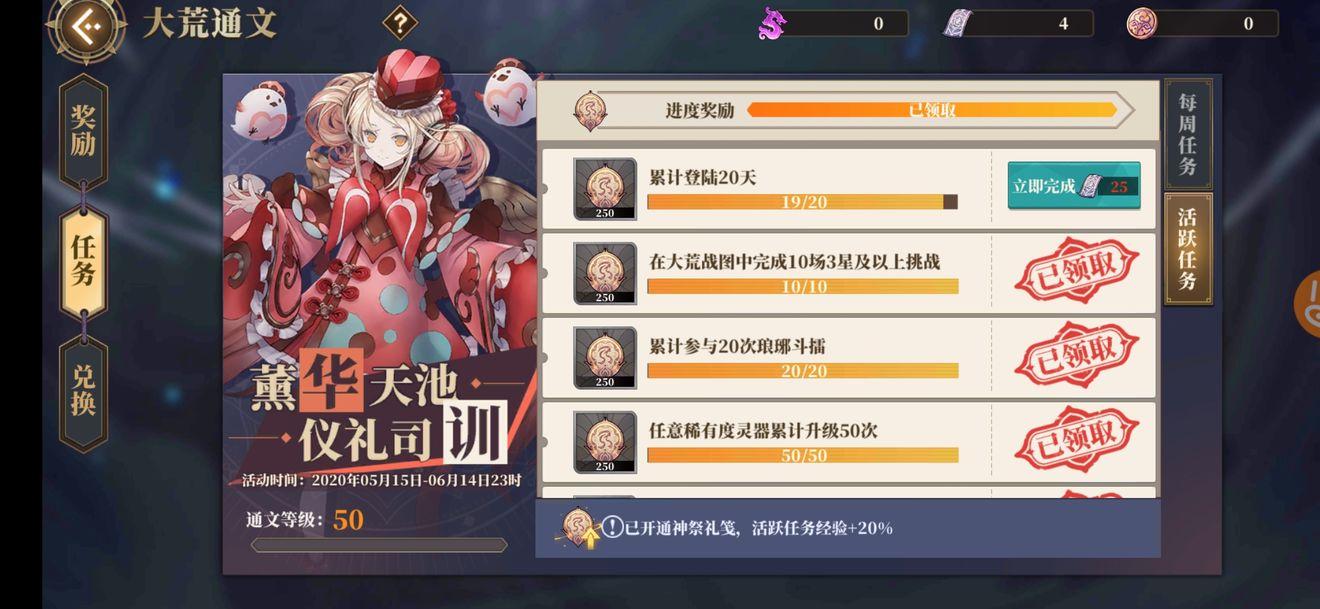 大荒通文
?
0
4
0
奖励
任务
兑换
薰华天池
仪礼司训
活动时间：2020年05月15日-06月14日23时
通文等级：50
进度奖励
已领取
250
累计登陆20天
19/20
立即完成 25
250
在大荒战图中完成10场3星及以上挑战
10/10
已领取
250
累计参与20次琅琊斗擂
20/20
已领取
250
任意稀有度灵器累计升级50次
50/50
已领取
!已开通神祭礼笺，活跃任务经验+20%
每周任务
活跃任务